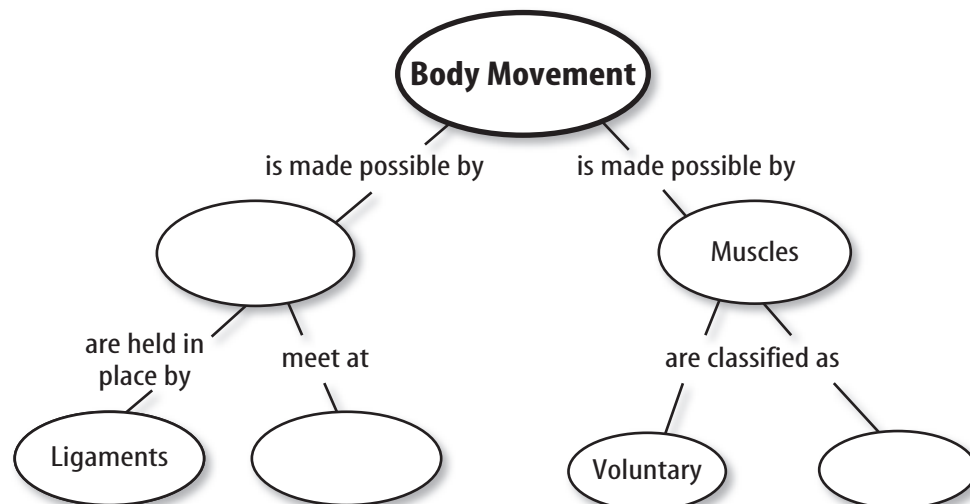 Body Movement
is made possible by
is made possible by
Muscles
are held in
place by
meet at
are classified as
Ligaments
Voluntary